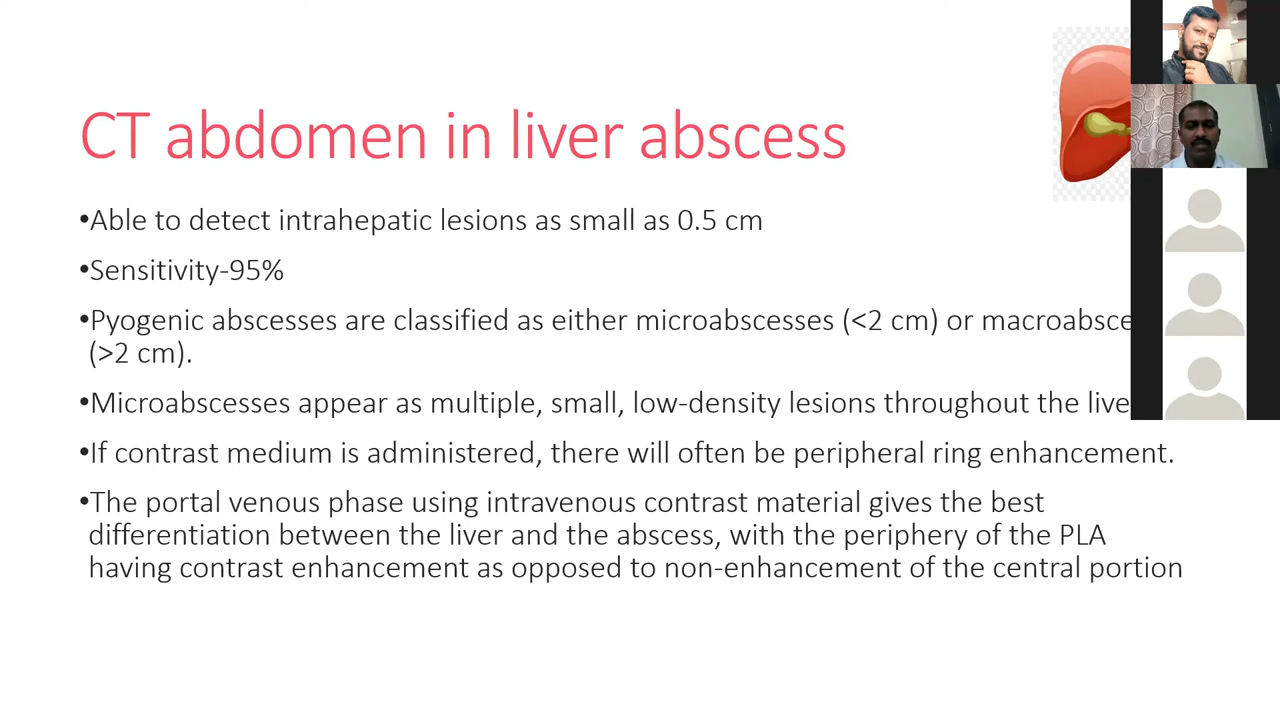 CT abdomen in liver abscess
•Able to detect intrahepatic lesions as small as 0.5 cm
•Sensitivity-95%
•Pyogenic abscesses are classified as either microabscesses (<2 cm) or
(>2 cm).
•Microabscesses appear as multiple, small, low-density lesions throughout the
•If contrast medium is administered, there will often be peripheral ring enhancement.
•The portal venous phase using intravenous contrast material gives the best
differentiation between the liver and the abscess, with the periphery of the PLA
having contrast enhancement as opposed to non-enhancement of the central portion